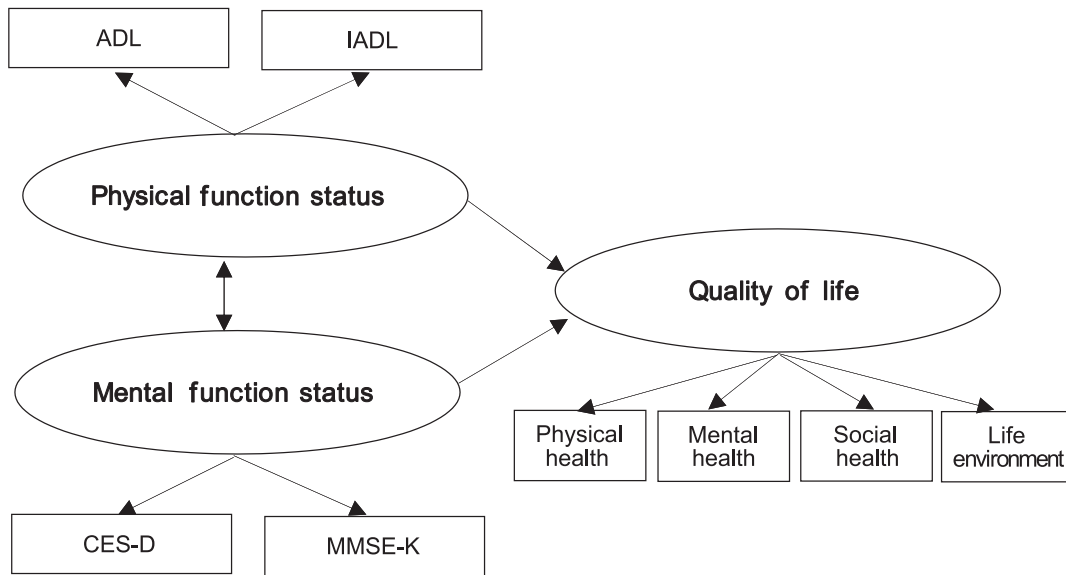 ADL
IADL
Physical function status
Quality of life
Mental function status
Physical
health
Mental
health
Social
health
Life
environment
CES-D
MMSE-K